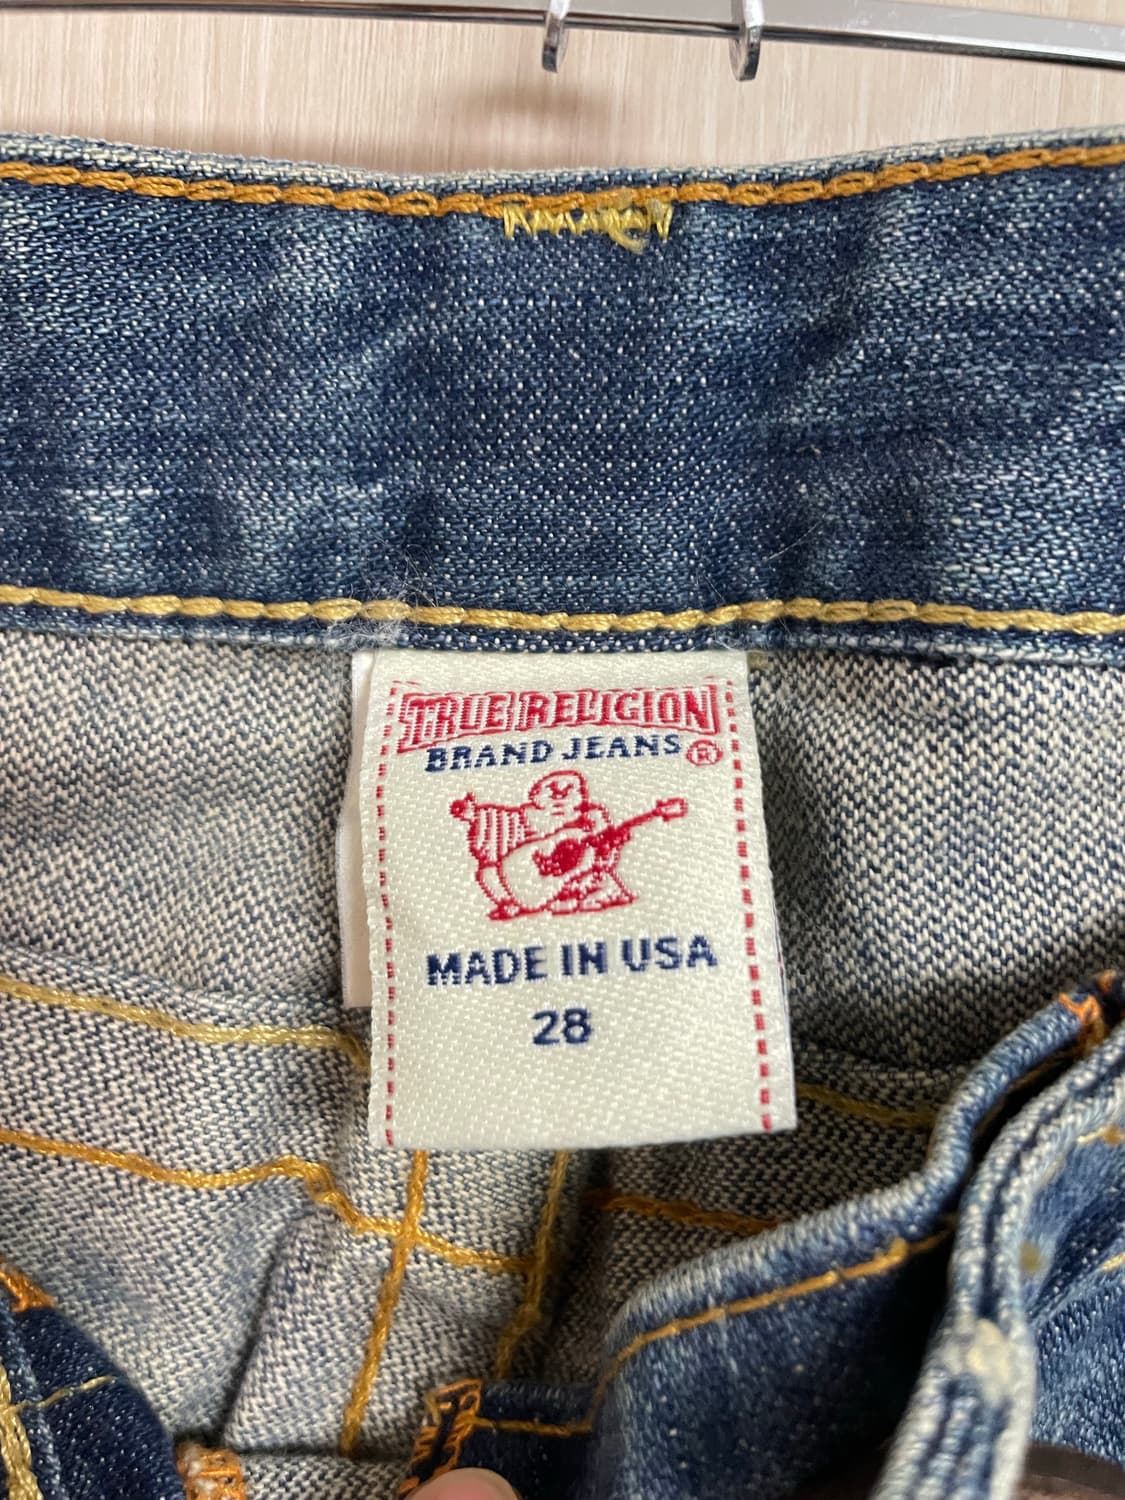 TRUE RELIGION
BRAND JEANS®
MADE IN USA
28